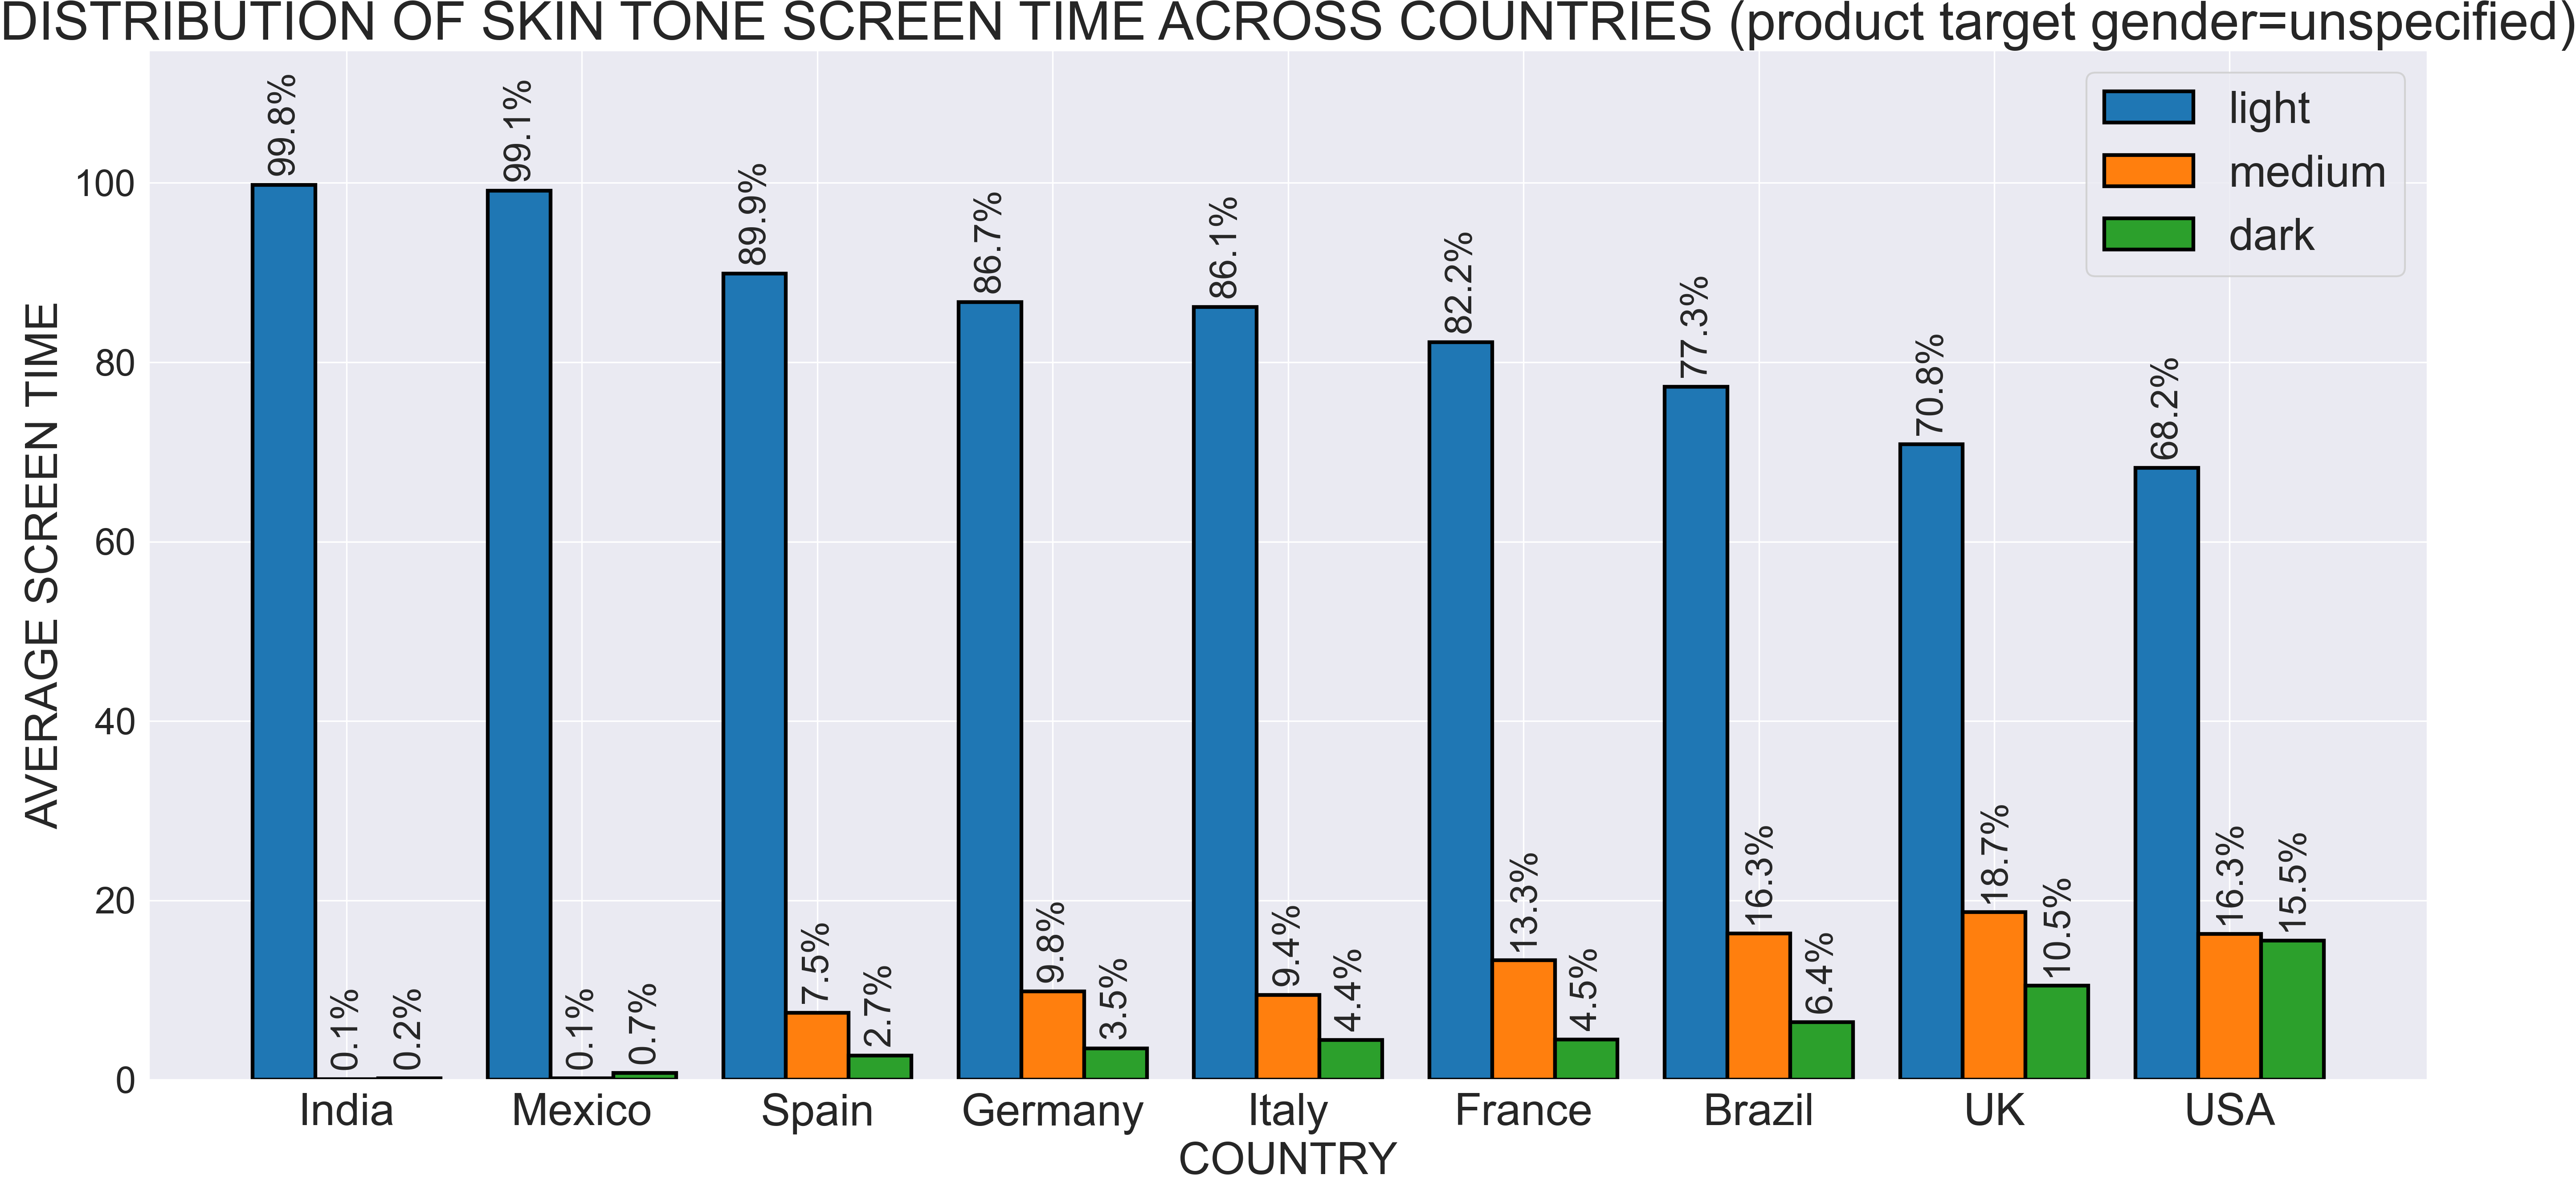 DISTRIBUTION OF SKIN TONE SCREEN TIME ACROSS COUNTRIES (product target gender=unspecified)
light
medium
dark
AVERAGE SCREEN TIME
100
80
60
40
20
0
99.8%
0.1%
0.2%
99.1%
0.1%
0.7%
89.9%
7.5%
2.7%
86.7%
9.8%
3.5%
86.1%
9.4%
4.4%
82.2%
13.3%
4.5%
77.3%
16.3%
6.4%
70.8%
18.7%
10.5%
68.2%
16.3%
15.5%
India
Mexico
Spain
Germany
Italy
France
Brazil
UK
USA
COUNTRY